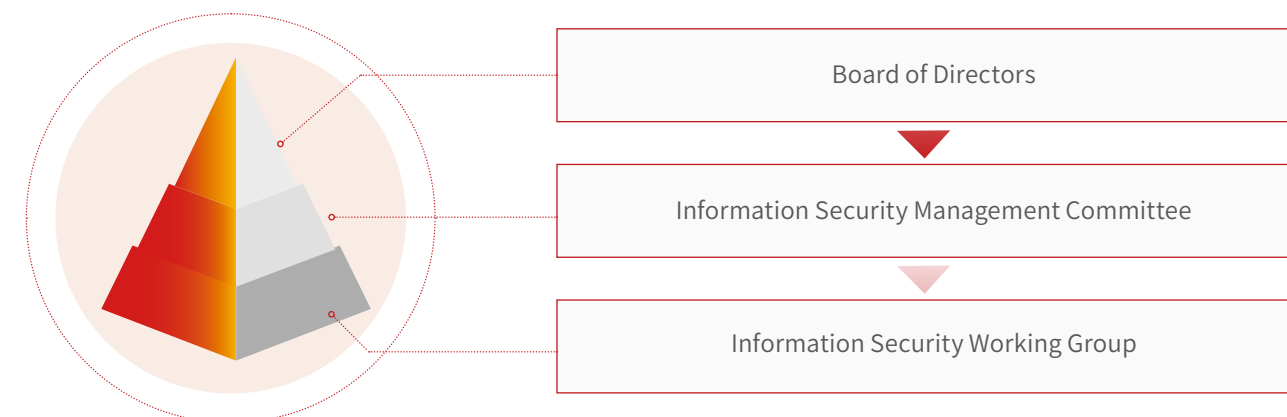 Board of Directors
Information Security Management Committee
Information Security Working Group